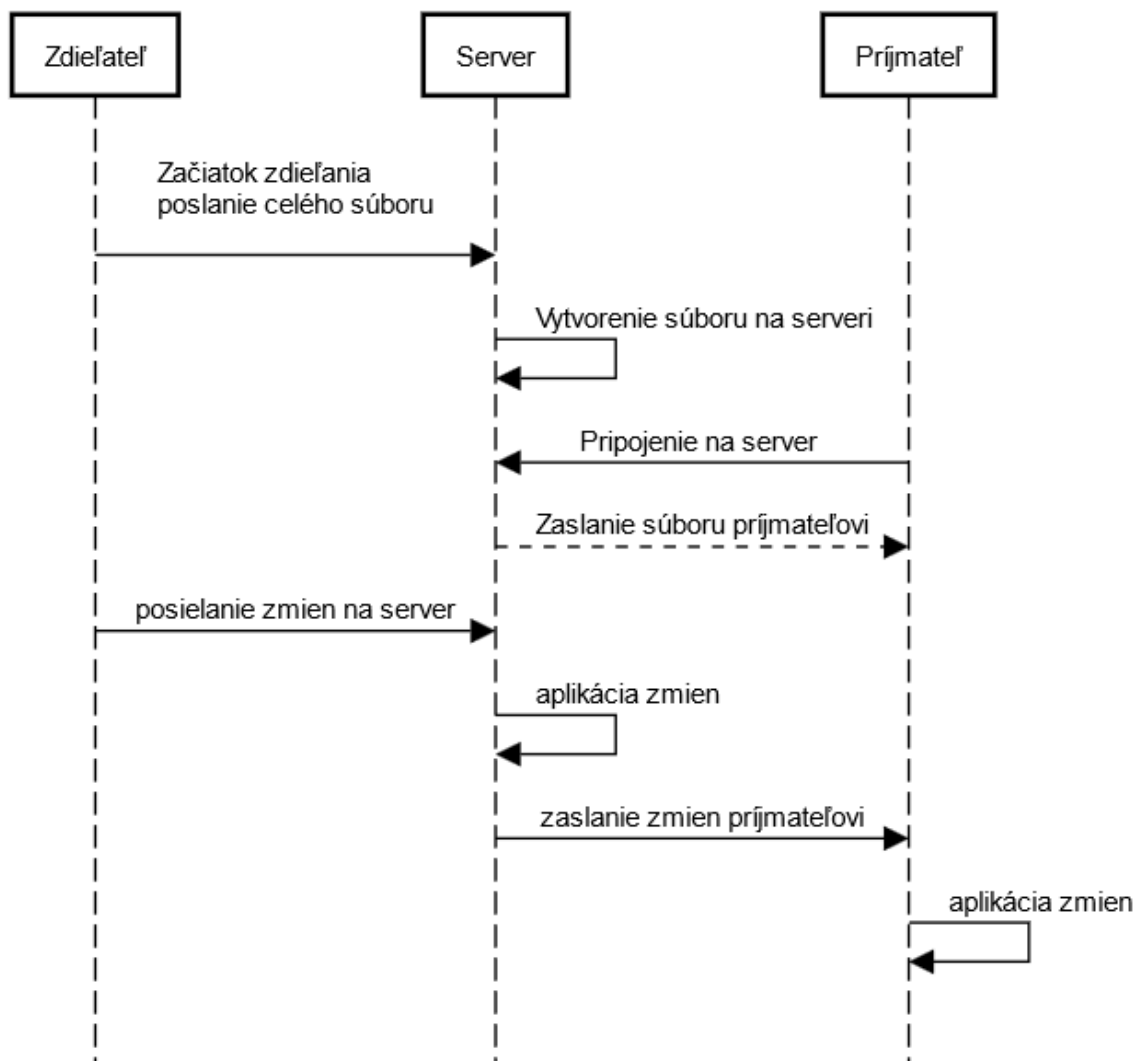 Zdieľateľ
Server
Príjmateľ
Začiatok zdieľania
poslanie celého súboru
Vytvorenie súboru na serveri
Pripojenie na server
Zaslanie súboru príjmateľovi
posielanie zmien na server
aplikácia zmien
zaslanie zmien príjmateľovi
aplikácia zmien